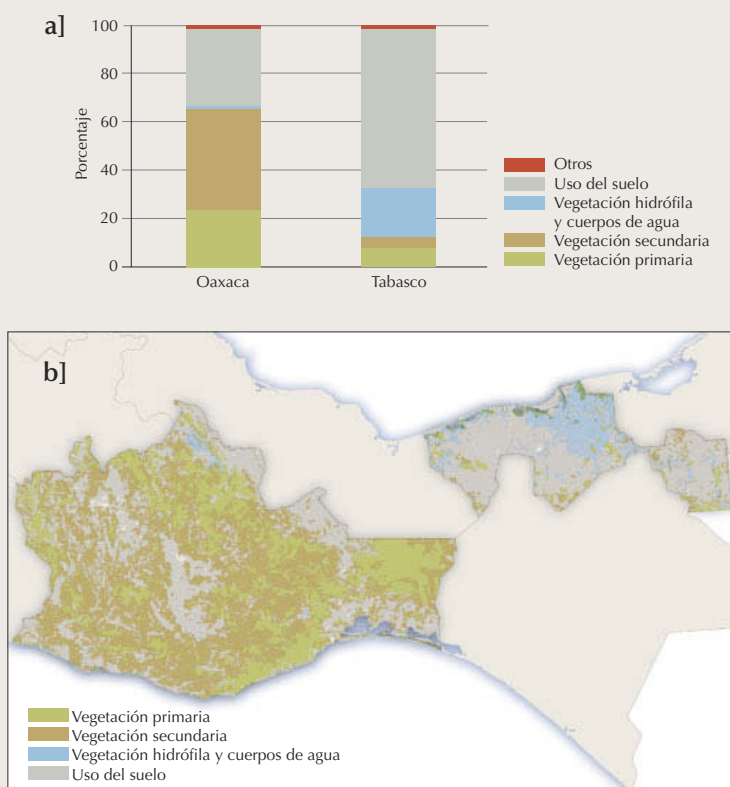 a]
100
80
60
40
20
0
Porcentaje
Oaxaca
Tabasco
Otros
Uso del suelo
Vegetación hidrófila
y cuerpos de agua
Vegetación secundaria
Vegetación primaria
b]
Vegetación primaria
Vegetación secundaria
Vegetación hidrófila y cuerpos de agua
Uso del suelo